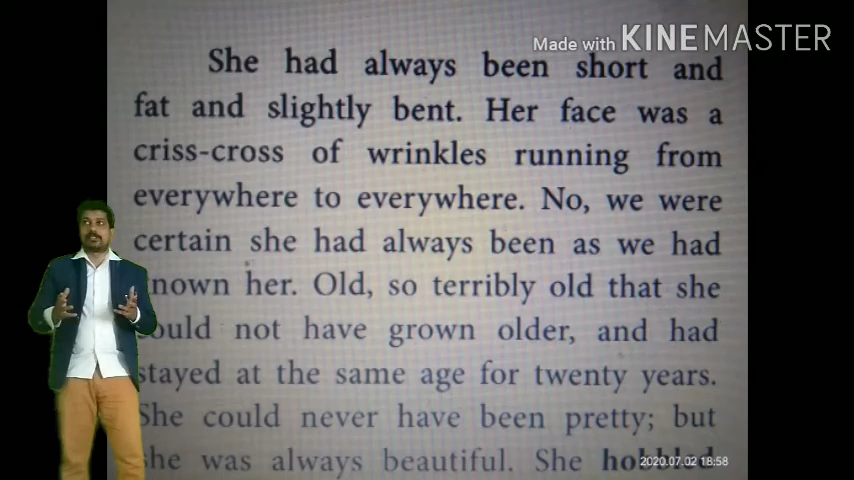 Made with KINEMASTER
She had always been short and
fat and slightly bent. Her face was a
criss-cross of wrinkles running from
everywhere to everywhere. No, we were
certain she had always been as we had
nown her. Old, so terribly old that she
ould not have grown older, and had
stayed at the same age for twenty years.
She could never have been pretty; but
she was always beautiful. She hobbled
2020.07.02 18:58